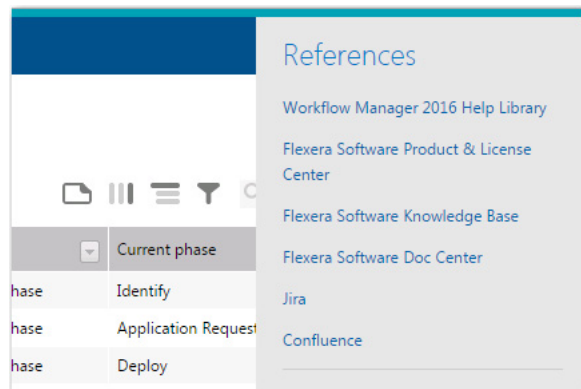 References
Workflow Manager 2016 Help Library
Flexera Software Product & License
Center
Flexera Software Knowledge Base
Flexera Software Doc Center
Jira
Confluence
Current phase
hase Identify
hase Application Request
hase Deploy